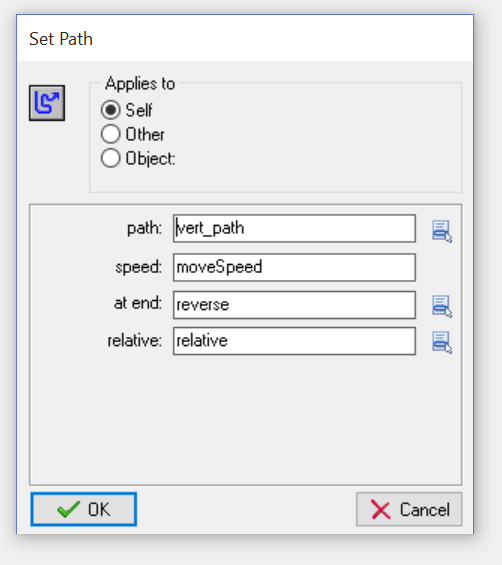 Set Path
Applies to
Self
Other
Object:
path: vert_path
speed: moveSpeed
at end: reverse
relative: relative
OK Cancel